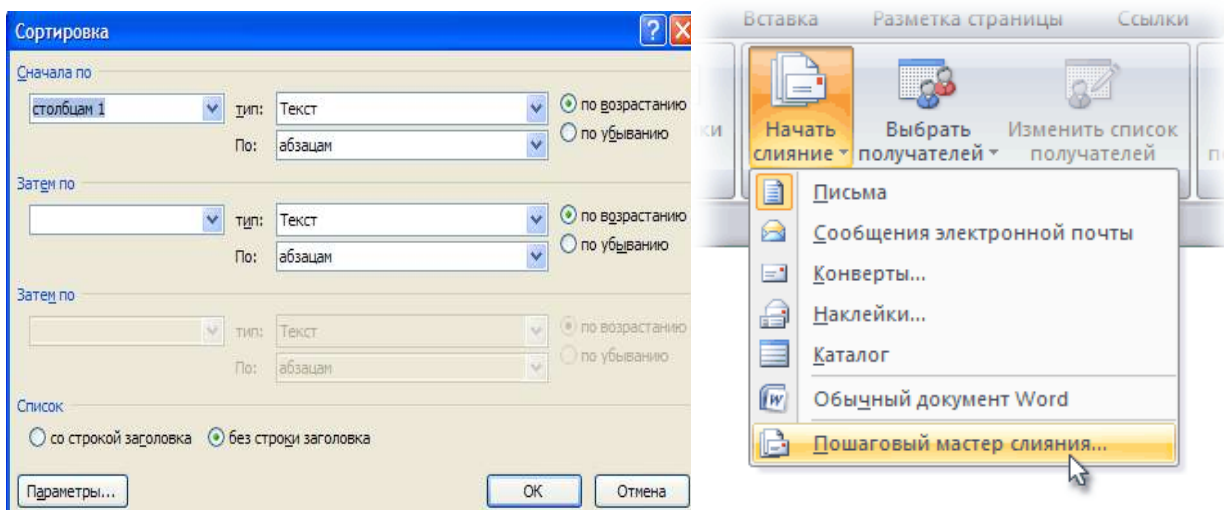 Сортировка
Сначала по
столбцам 1 тип: Текст по возрастанию
По: абзацам по убыванию
Затем по
тип: Текст по возрастанию
По: абзацам по убыванию
Затем по
тип: Текст по возрастанию
По: абзацам по убыванию
Список
со строкой заголовка без строки заголовка
Параметры... ОК Отмена
Вставка Разметка страницы Ссылки
Начать Выбрать Изменить список
слияние получателей получателей
Письма
Сообщения электронной почты
Конверты...
Наклейки...
Каталог
Обычный документ Word
Пошаговый мастер слияния...